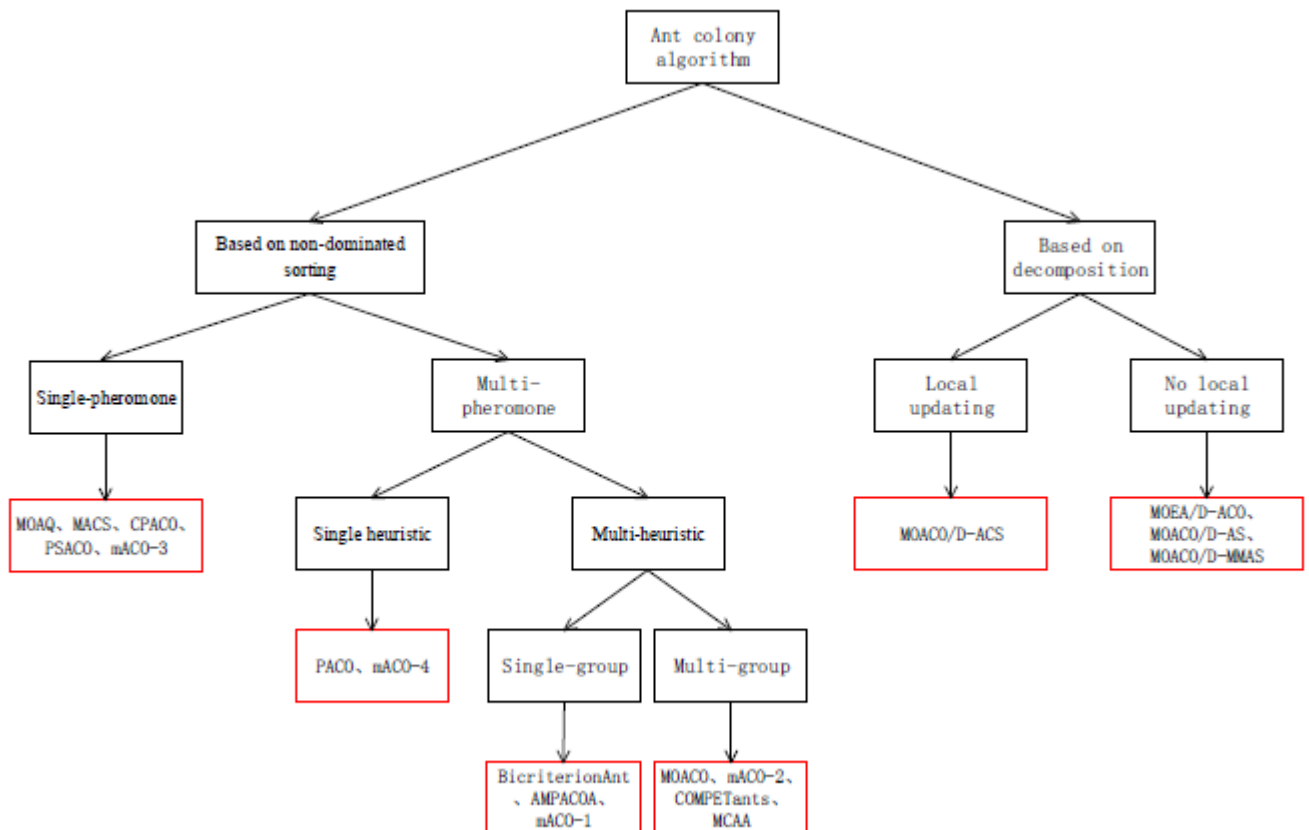 Ant colony
algorithm
Based on non-dominated
sorting
Based on
decomposition
Single-pheromone
Multi-
pheromone
Local
updating
No local
updating
MOAQ、MACS、CPACO、
PSACO、mACO-3
Single heuristic
Multi-heuristic
MOACO/D-ACS
MOEA/D-ACO、
MOACO/D-AS、
MOACO/D-MMAS
PACO、mACO-4
Single-group
Multi-group
BicriterionAnt
、AMPACOA、
mACO-1
MOACO、mACO-2、
COMPETants、
MCAA